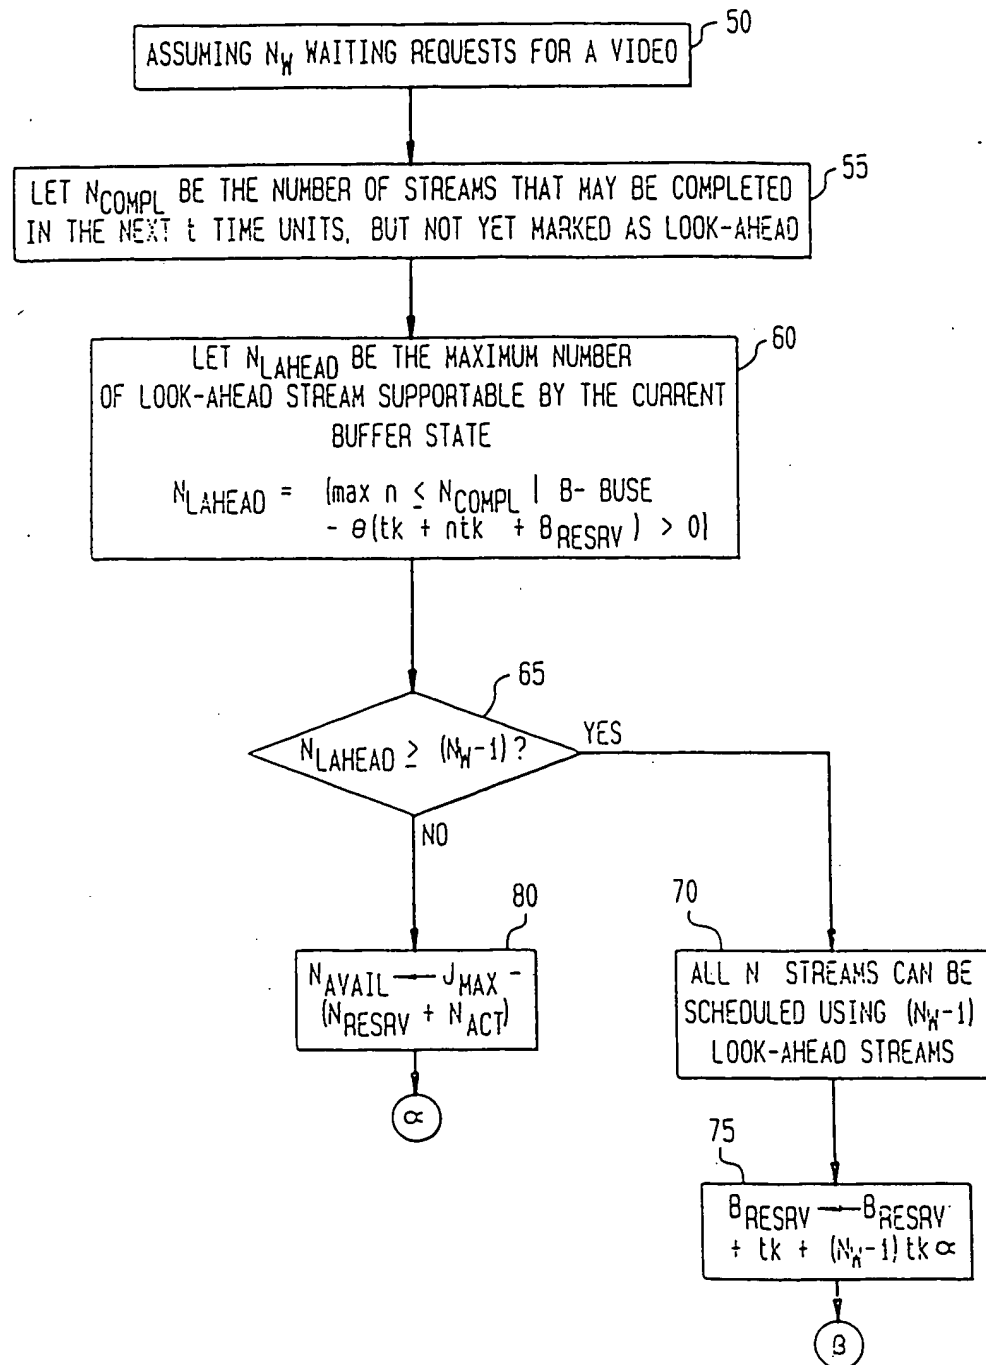 50
ASSUMING N_W WAITING REQUESTS FOR A VIDEO
55
LET N_COMPL BE THE NUMBER OF STREAMS THAT MAY BE COMPLETED
IN THE NEXT t TIME UNITS, BUT NOT YET MARKED AS LOOK-AHEAD
60
LET N_LAHEAD BE THE MAXIMUM NUMBER
OF LOOK-AHEAD STREAM SUPPORTABLE BY THE CURRENT
BUFFER STATE
N_LAHEAD = {max n ≤ N_COMPL | B- BUSE
- θ(tk + ntk + B_RESRV) > 0}
65
N_LAHEAD ≥ (N_W-1) ?
YES
NO
80
N_AVAIL ← J_MAX -
(N_RESRV + N_ACT)
∝
70
ALL N STREAMS CAN BE
SCHEDULED USING (N_W-1)
LOOK-AHEAD STREAMS
75
B_RESRV ← B_RESRV
+ tk + (N_W-1) tk ∝
β